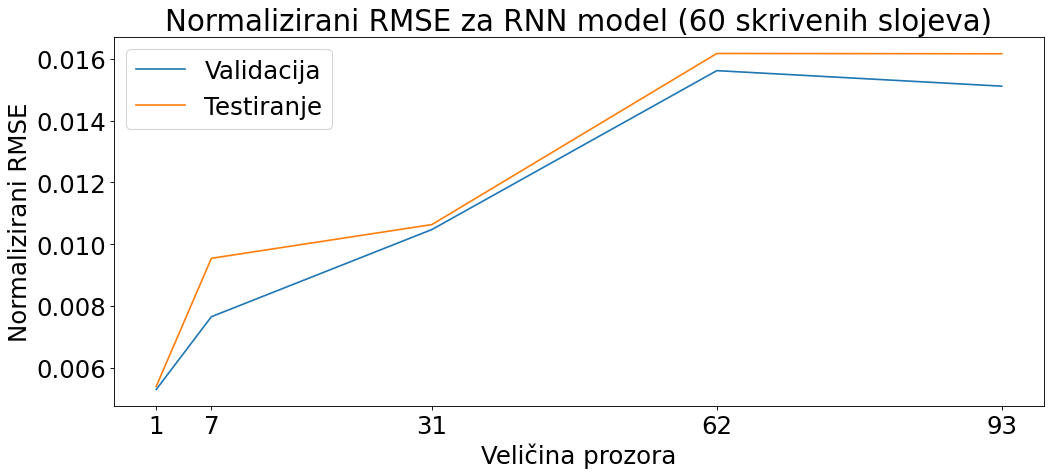 Normalizirani RMSE za RNN model (60 skrivenih slojeva)
Validacija
Testiranje
Normalizirani RMSE
0.016
0.014
0.012
0.010
0.008
0.006
1 7 31 62 93
Veličina prozora